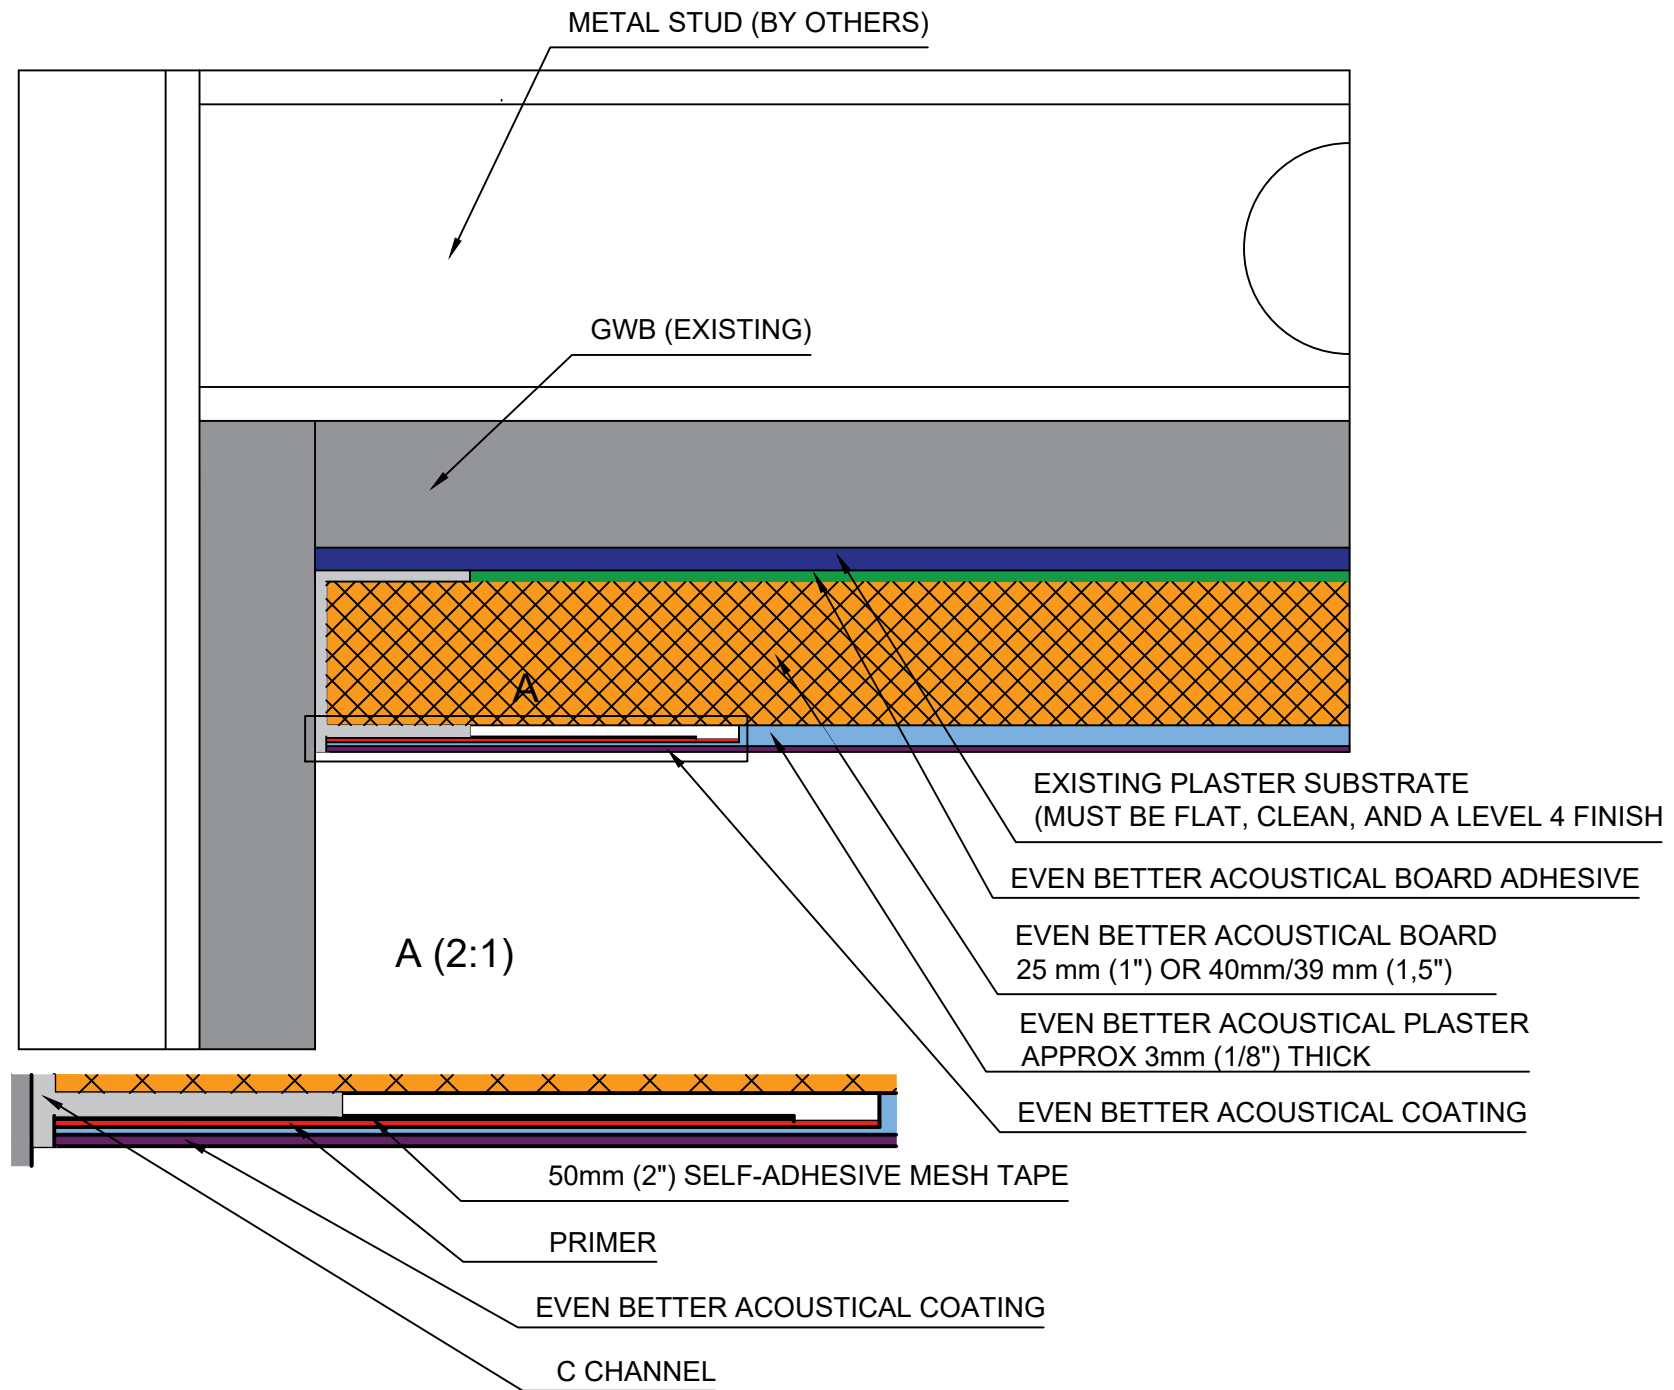 METAL STUD (BY OTHERS)
GWB (EXISTING)
A
EXISTING PLASTER SUBSTRATE
(MUST BE FLAT, CLEAN, AND A LEVEL 4 FINISH
EVEN BETTER ACOUSTICAL BOARD ADHESIVE
A (2:1)
EVEN BETTER ACOUSTICAL BOARD
25 mm (1") OR 40mm/39 mm (1,5")
EVEN BETTER ACOUSTICAL PLASTER
APPROX 3mm (1/8") THICK
EVEN BETTER ACOUSTICAL COATING
50mm (2") SELF-ADHESIVE MESH TAPE
PRIMER
EVEN BETTER ACOUSTICAL COATING
C CHANNEL